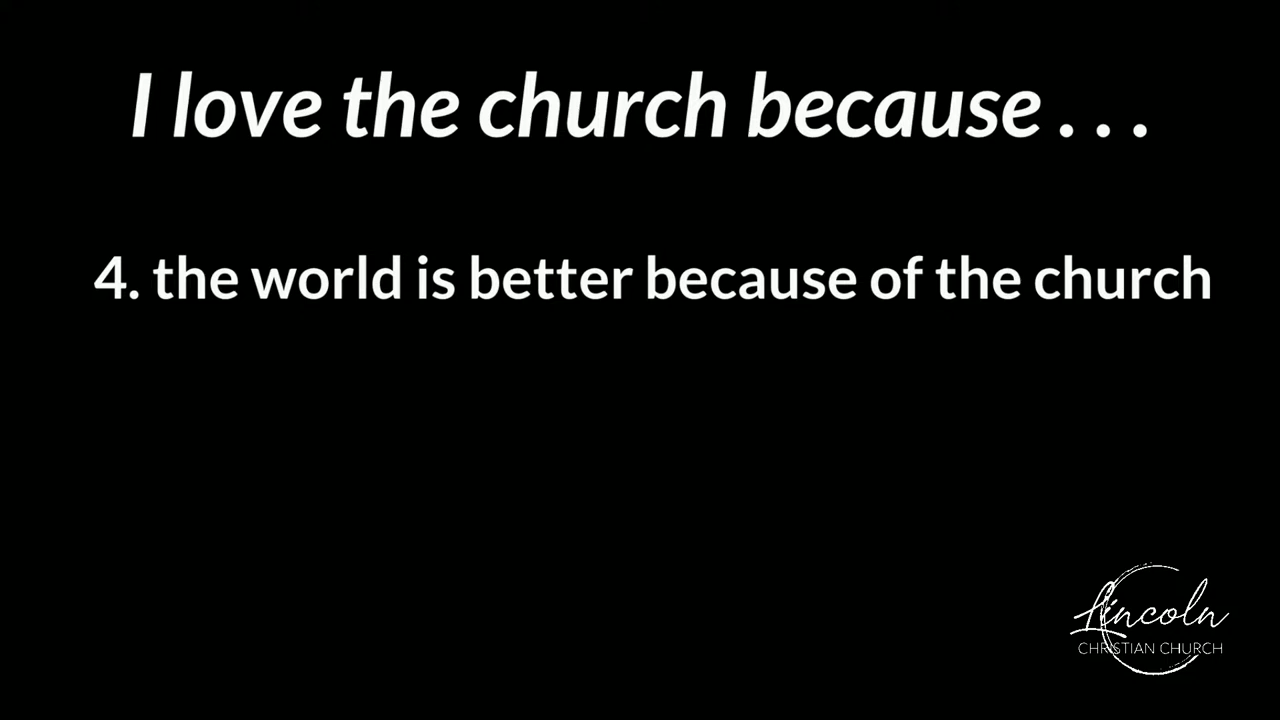 I love the church because . . .
4. the world is better because of the church
Lincoln
CHRISTIAN CHURCH